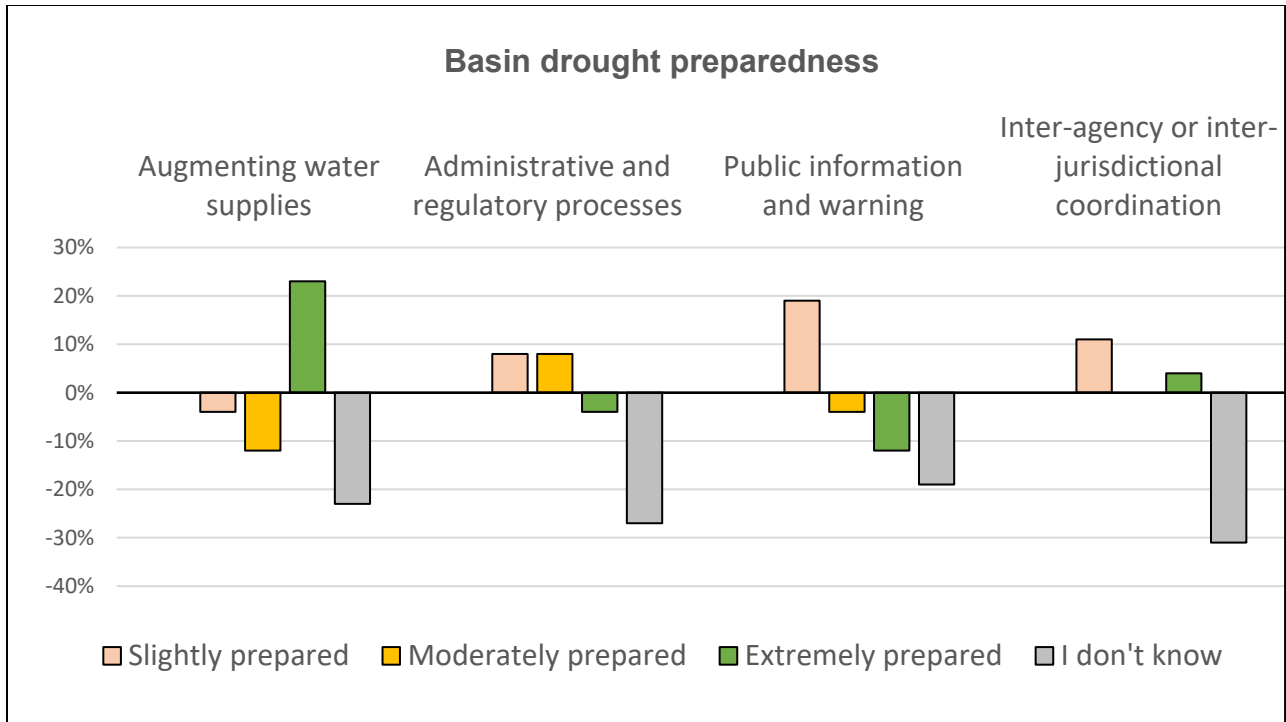 Basin drought preparedness
Augmenting water
supplies
Administrative and
regulatory processes
Public information
and warning
Inter-agency or inter-
jurisdictional
coordination
30%
20%
10%
0%
-10%
-20%
-30%
-40%
Slightly prepared
Moderately prepared
Extremely prepared
I don't know